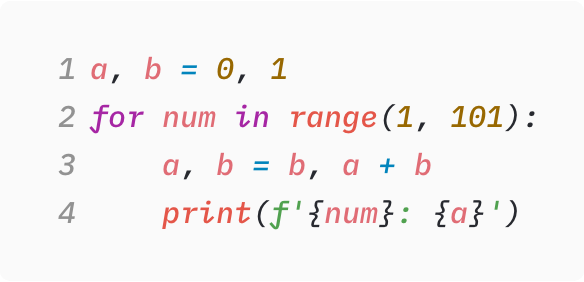 1 a, b = 0, 1
2 for num in range(1, 101):
3     a, b = b, a + b
4     print(f'{num}: {a}')